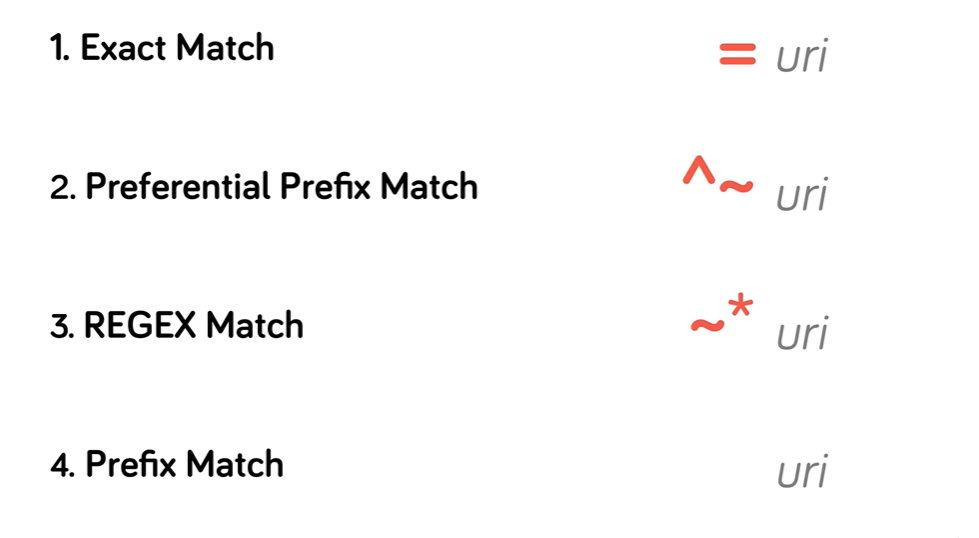 1. Exact Match = uri
2. Preferential Prefix Match ^~ uri
3. REGEX Match ~* uri
4. Prefix Match uri